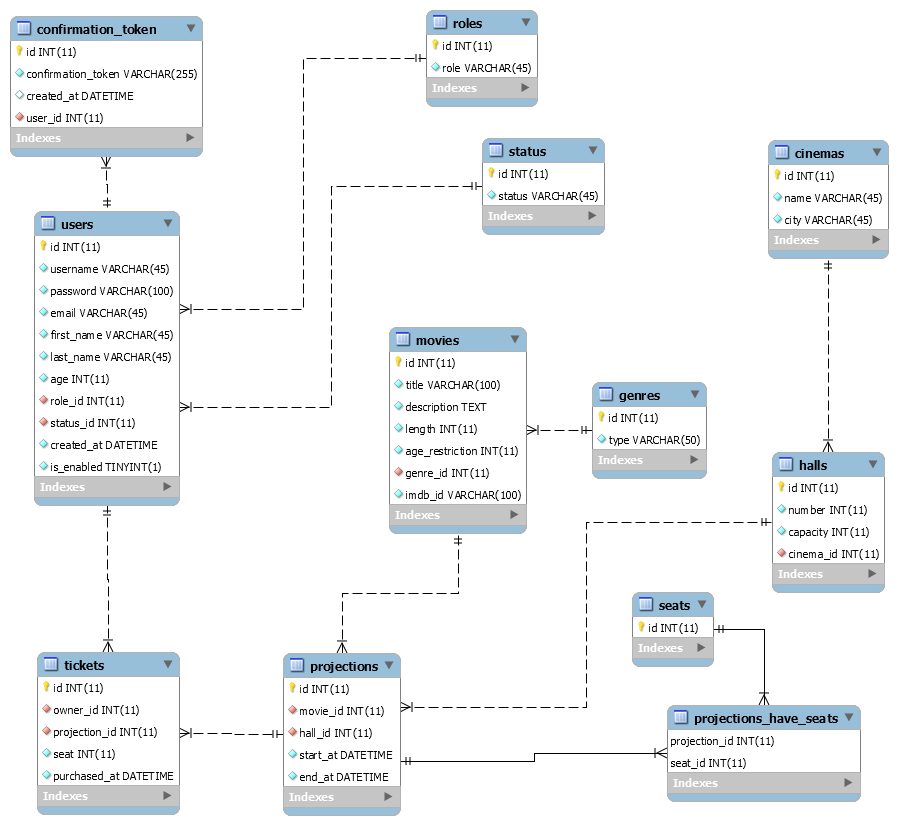 confirmation_token
id INT(11)
confirmation_token VARCHAR(255)
created_at DATETIME
user_id INT(11)
Indexes
roles
id INT(11)
role VARCHAR(45)
Indexes
status
id INT(11)
status VARCHAR(45)
Indexes
cinemas
id INT(11)
name VARCHAR(45)
city VARCHAR(45)
Indexes
users
id INT(11)
username VARCHAR(45)
password VARCHAR(100)
email VARCHAR(45)
first_name VARCHAR(45)
last_name VARCHAR(45)
age INT(11)
role_id INT(11)
status_id INT(11)
created_at DATETIME
is_enabled TINYINT(1)
Indexes
movies
id INT(11)
title VARCHAR(100)
description TEXT
length INT(11)
age_restriction INT(11)
genre_id INT(11)
imdb_id VARCHAR(100)
Indexes
genres
id INT(11)
type VARCHAR(50)
Indexes
halls
id INT(11)
number INT(11)
capacity INT(11)
cinema_id INT(11)
Indexes
seats
id INT(11)
Indexes
tickets
id INT(11)
owner_id INT(11)
projection_id INT(11)
seat INT(11)
purchased_at DATETIME
Indexes
projections
id INT(11)
movie_id INT(11)
hall_id INT(11)
start_at DATETIME
end_at DATETIME
Indexes
projections_have_seats
projection_id INT(11)
seat_id INT(11)
Indexes